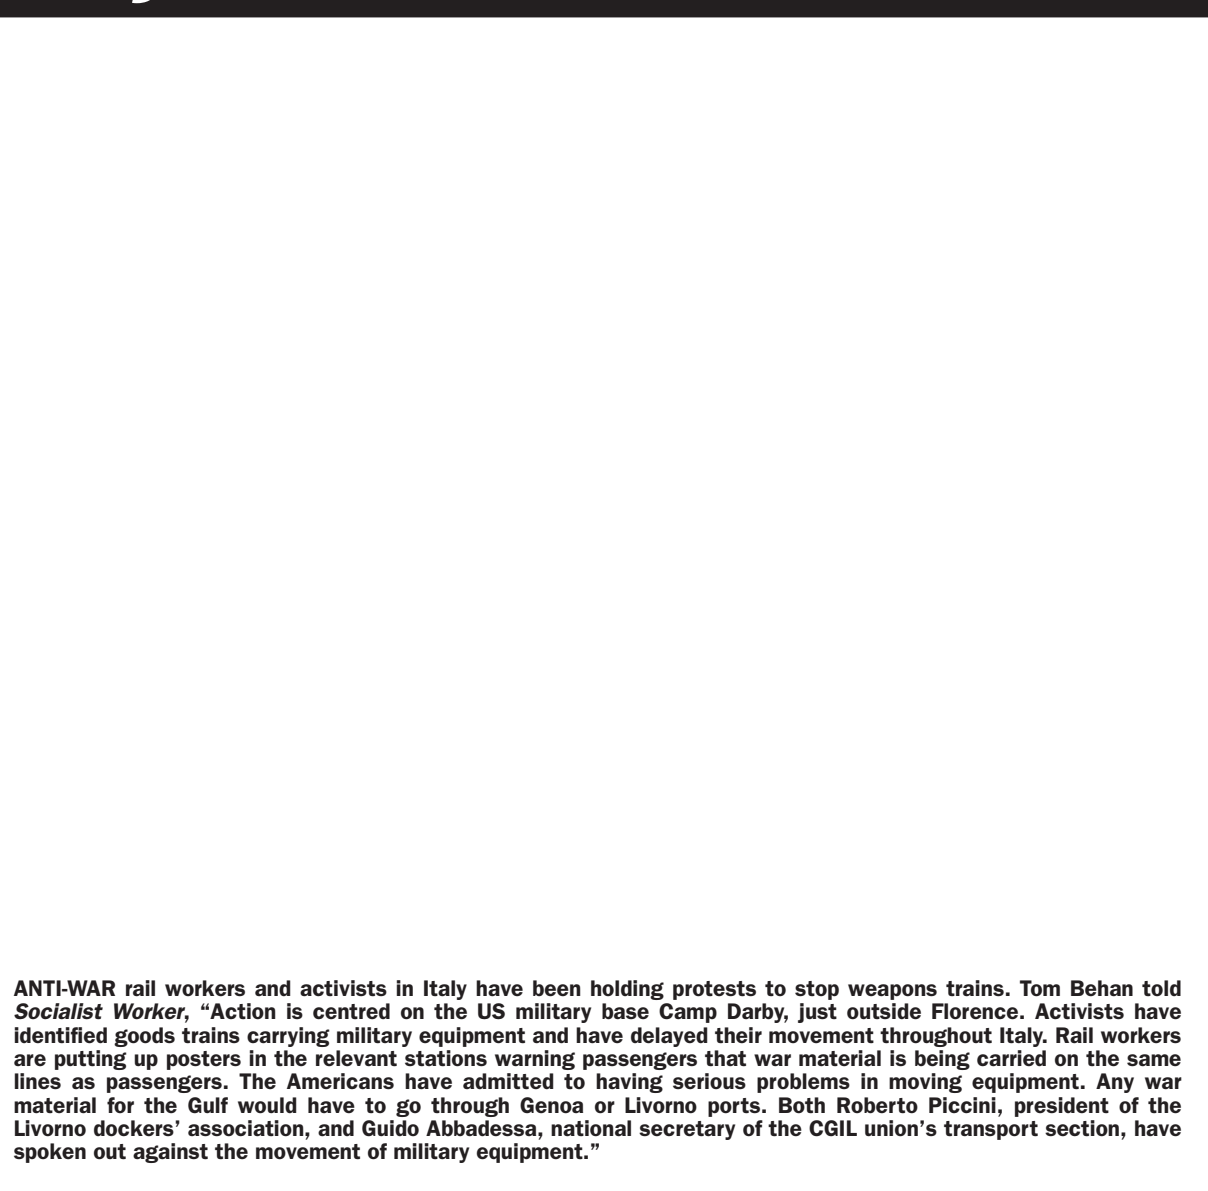 ANTI-WAR rail workers and activists in Italy have been holding protests to stop weapons trains. Tom Behan told
Socialist Worker, “Action is centred on the US military base Camp Darby, just outside Florence. Activists have
identified goods trains carrying military equipment and have delayed their movement throughout Italy. Rail workers
are putting up posters in the relevant stations warning passengers that war material is being carried on the same
lines as passengers. The Americans have admitted to having serious problems in moving equipment. Any war
material for the Gulf would have to go through Genoa or Livorno ports. Both Roberto Piccini, president of the
Livorno dockers’ association, and Guido Abbadessa, national secretary of the CGIL union’s transport section, have
spoken out against the movement of military equipment.”